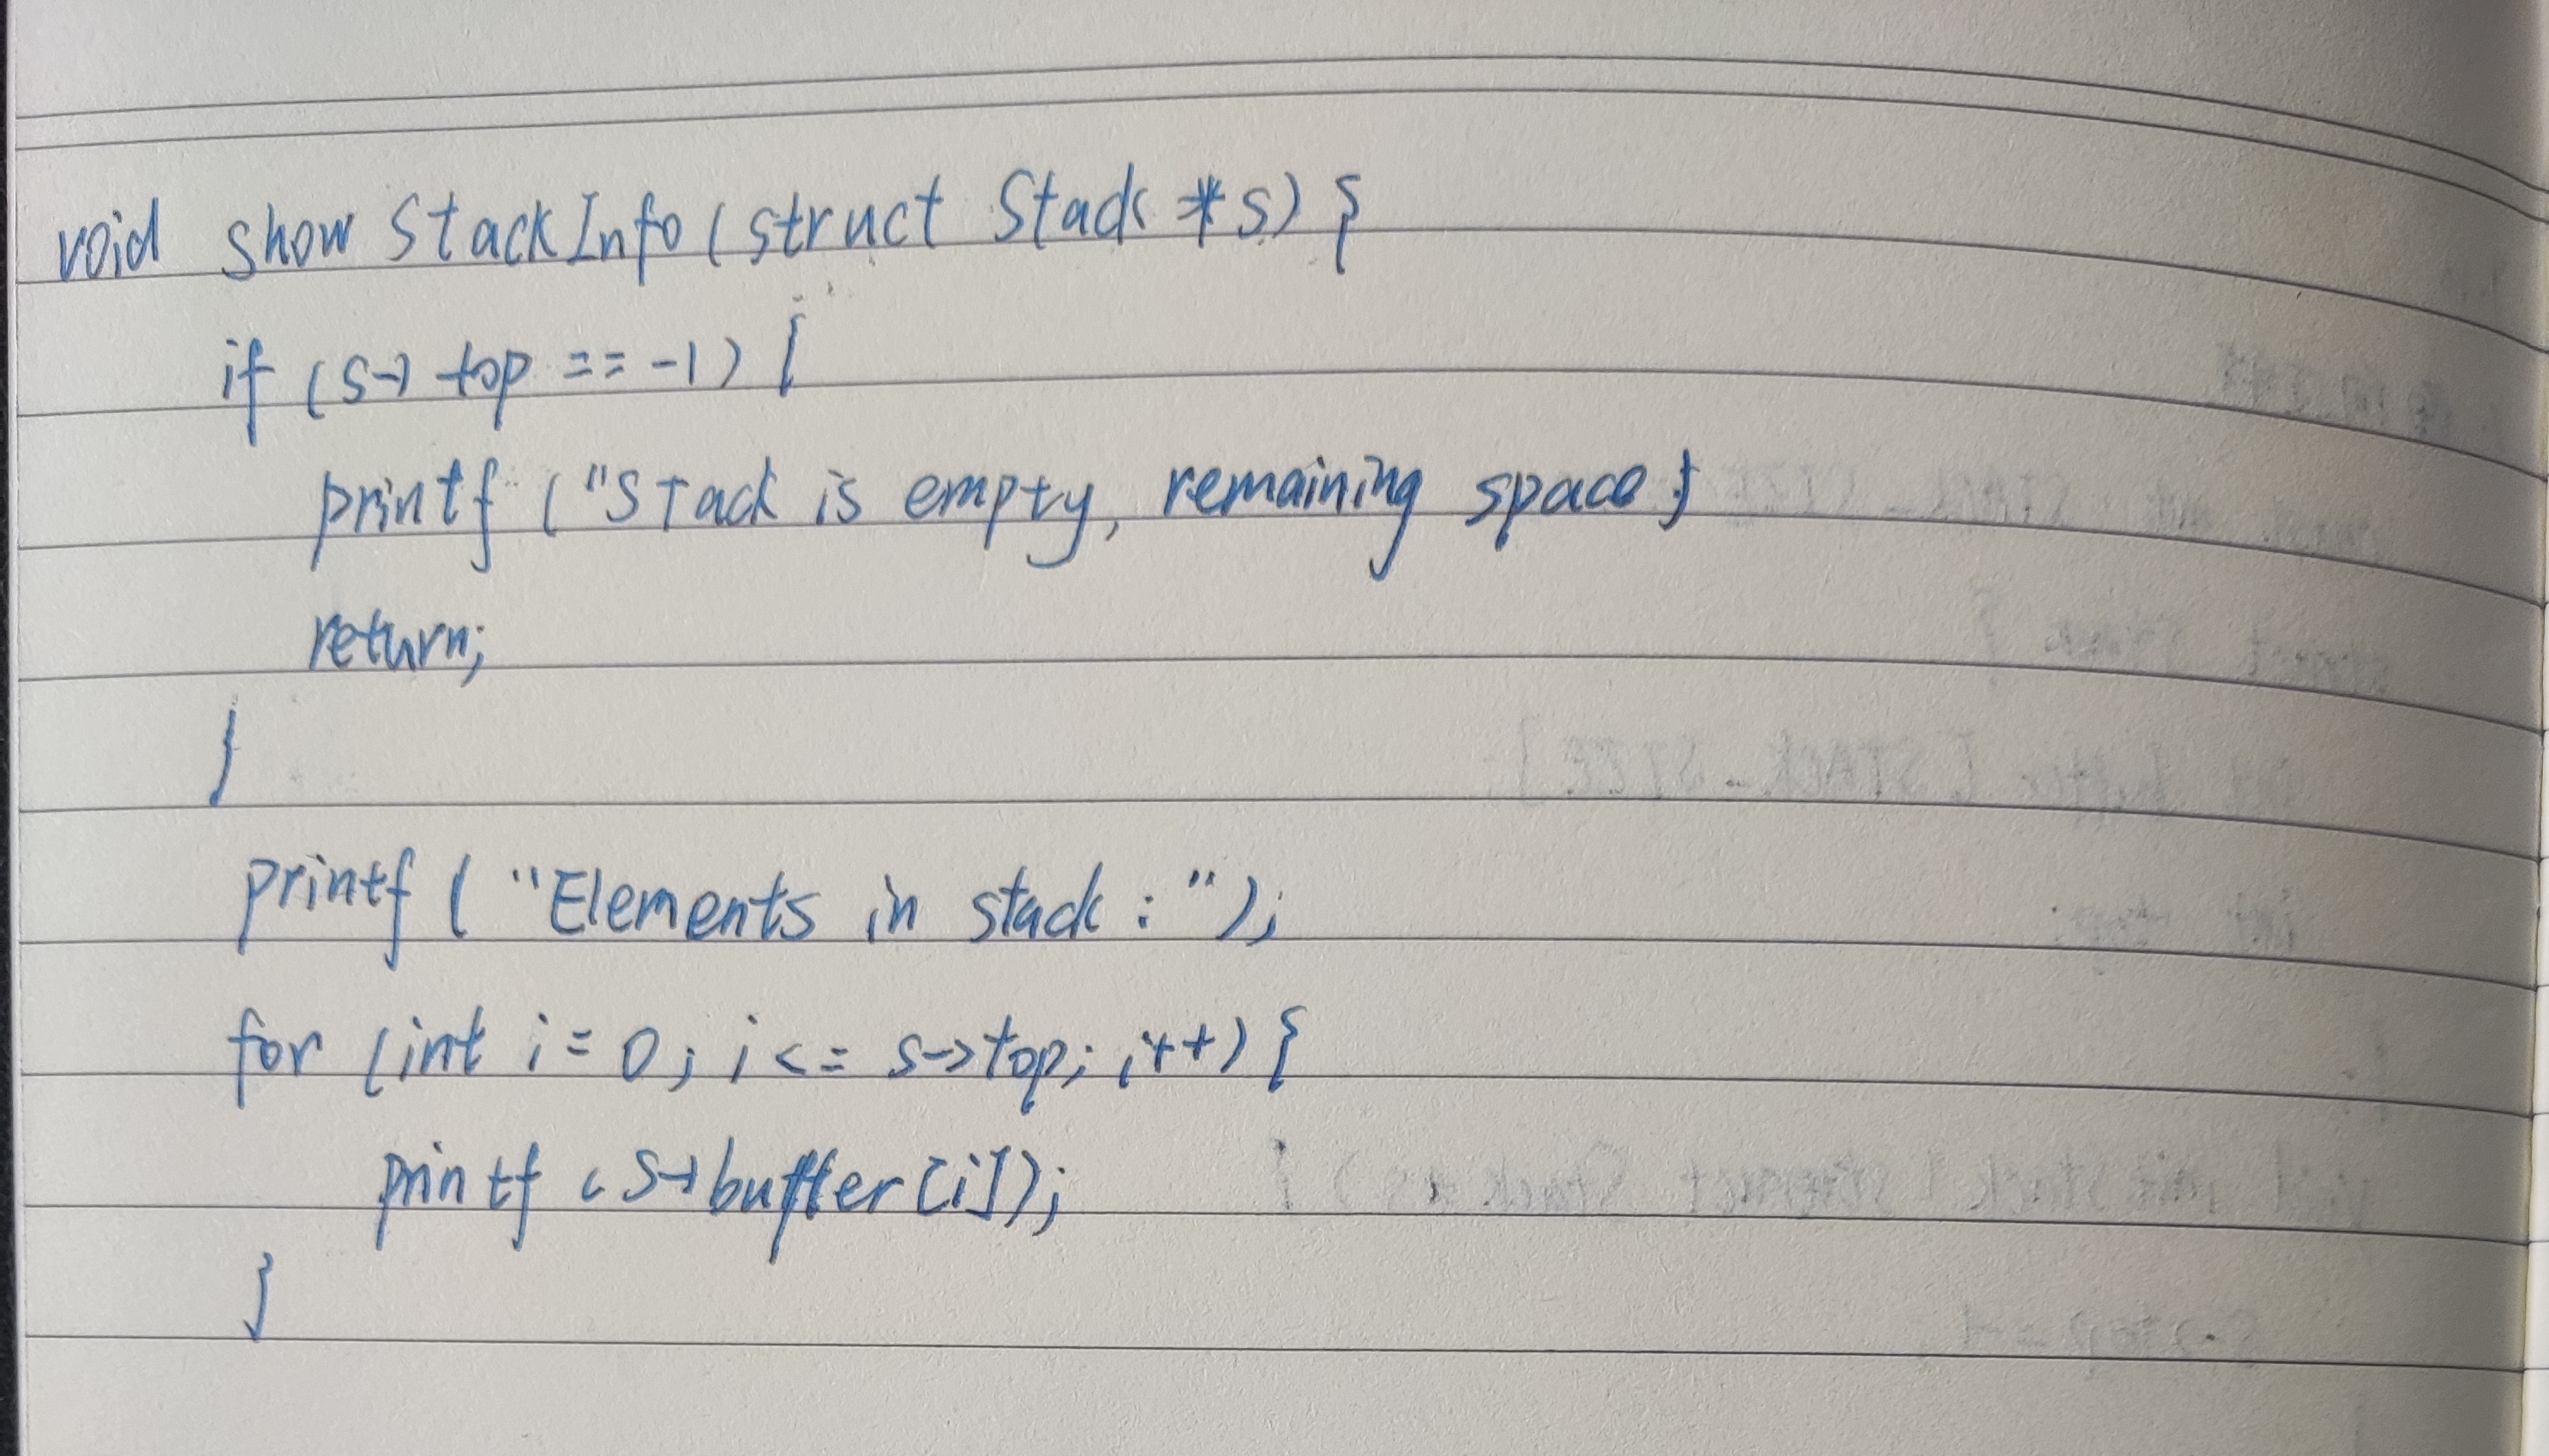 void showStackInfo(struct Stack *s) {
if (s-> top == -1) {
printf ("Stack is empty, remaining space}
return;
}
printf ( "Elements in stack : ");
for (int i = 0; i <= s->top; i++) {
printf (s->buffer[i]);
}